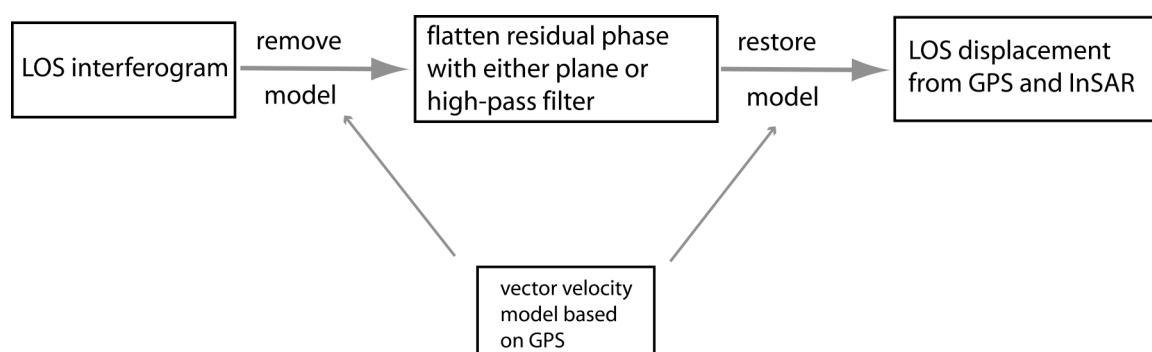 LOS interferogram
remove
model
flatten residual phase
with either plane or
high-pass filter
restore
model
LOS displacement
from GPS and InSAR
vector velocity
model based
on GPS